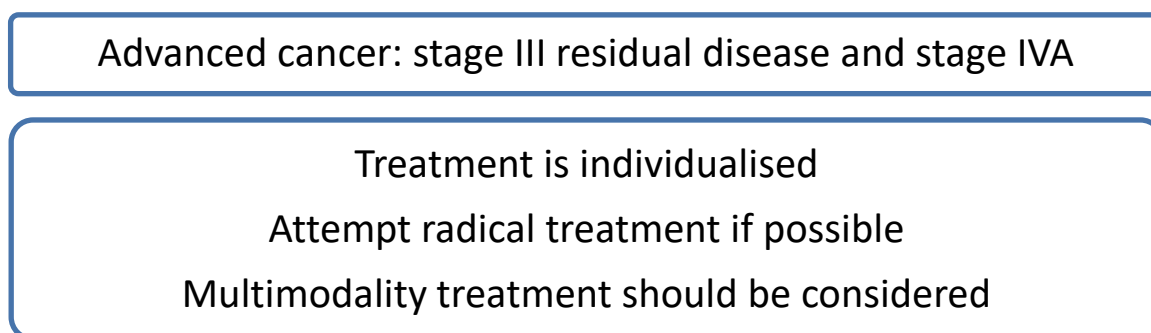 Advanced cancer: stage III residual disease and stage IVA
Treatment is individualised
Attempt radical treatment if possible
Multimodality treatment should be considered